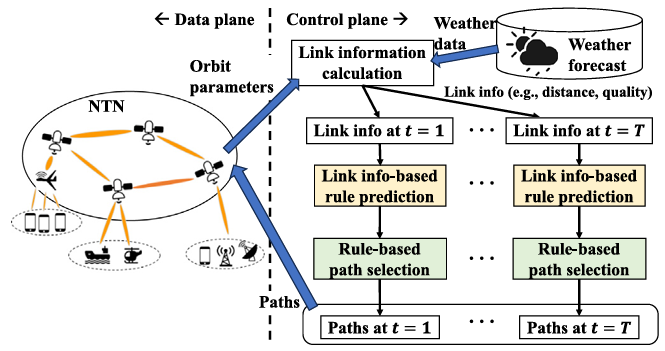 ← Data plane
Control plane →
Weather
data
Weather
forecast
Link information
calculation
Orbit
parameters
Link info (e.g., distance, quality)
NTN
Link info at t = 1
· · ·
Link info at t = T
Link info-based
rule prediction
· · ·
Link info-based
rule prediction
Rule-based
path selection
· · ·
Rule-based
path selection
Paths
Paths at t = 1
· · ·
Paths at t = T